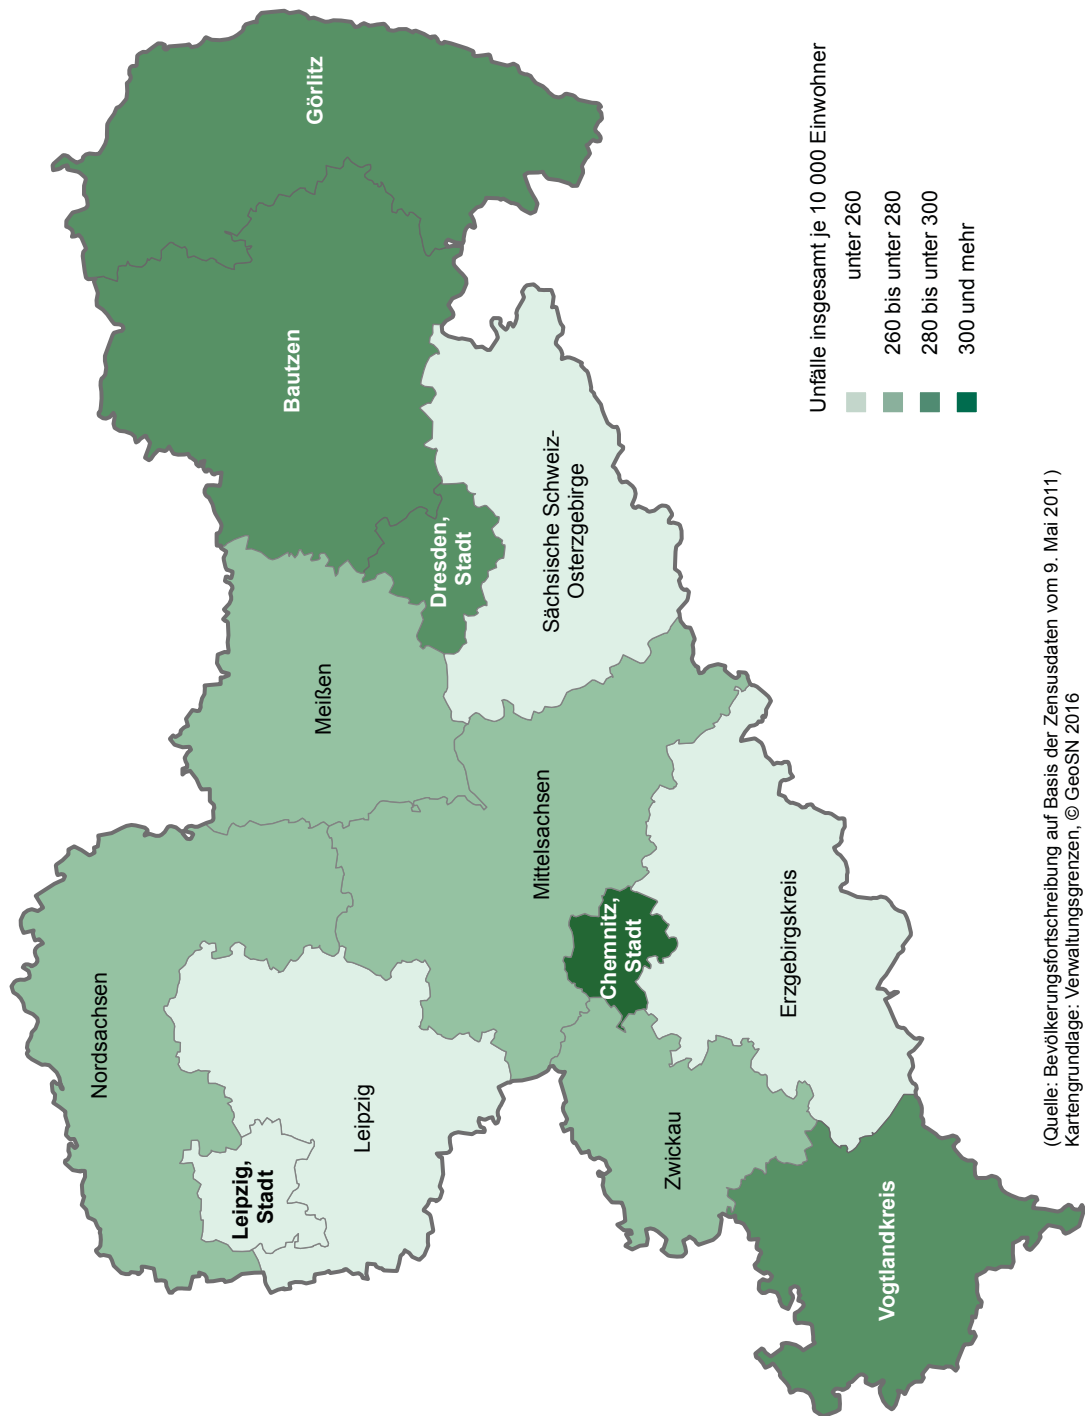 Nordsachsen
Leipzig,
Stadt
Leipzig
Meißen
Bautzen
Görlitz
Dresden,
Stadt
Mittelsachsen
Sächsische Schweiz-
Osterzgebirge
Chemnitz,
Stadt
Zwickau
Erzgebirgskreis
Vogtlandkreis
Unfälle insgesamt je 10 000 Einwohner
unter 260
260 bis unter 280
280 bis unter 300
300 und mehr
(Quelle: Bevölkerungsfortschreibung auf Basis der Zensusdaten vom 9. Mai 2011)
Kartengrundlage: Verwaltungsgrenzen, © GeoSN 2016